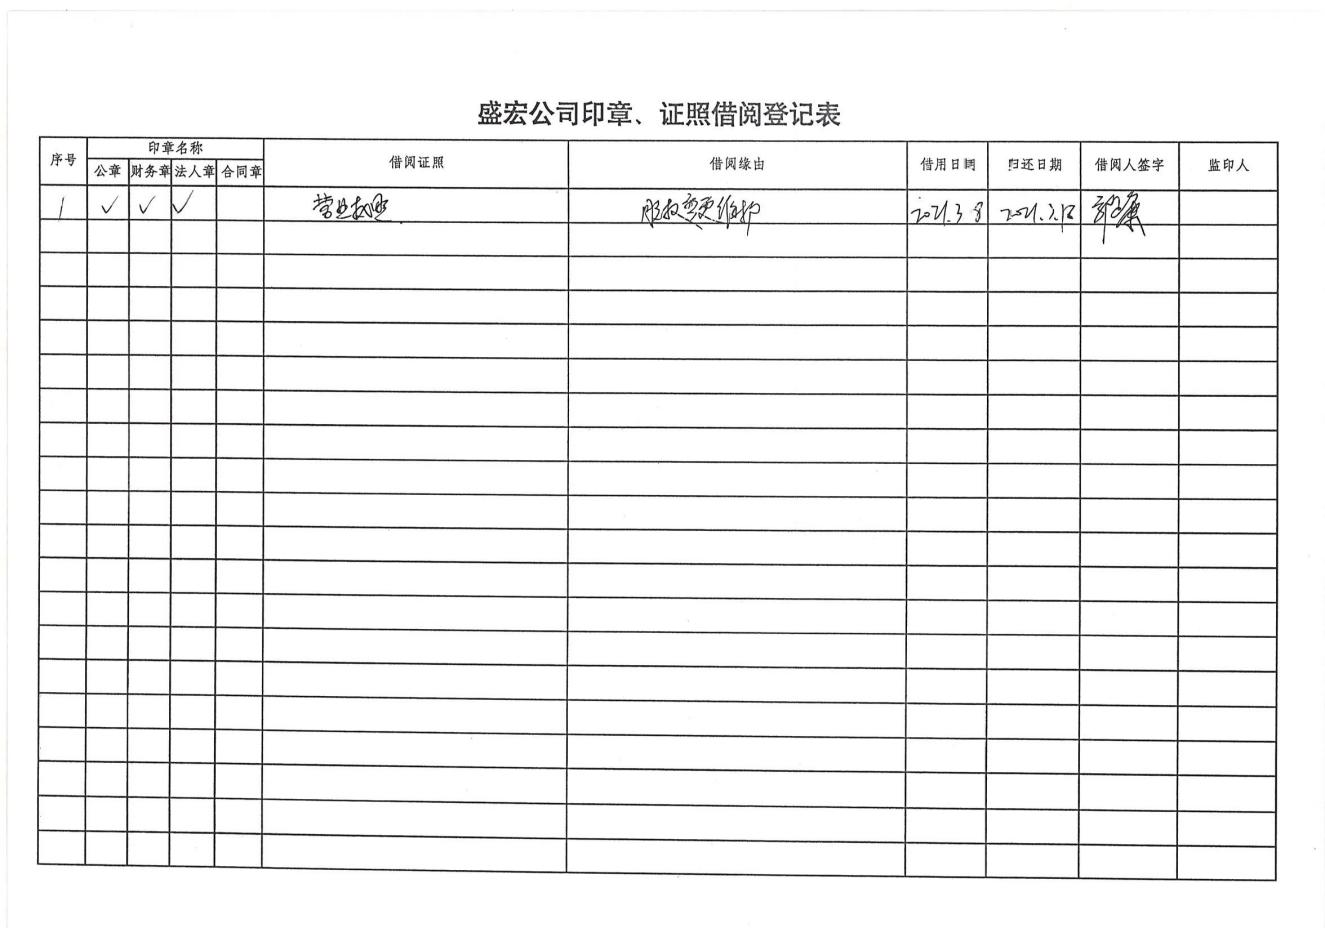 盛宏公司印章、证照借阅登记表
序号 印章名称 借阅证照 借阅缘由 借用日期 归还日期 借阅人签字 监印人
公章 财务章 法人章 合同章
1 ✓ ✓ ✓ 营业执照 股权变更维护 2021.3.8 2021.3.12